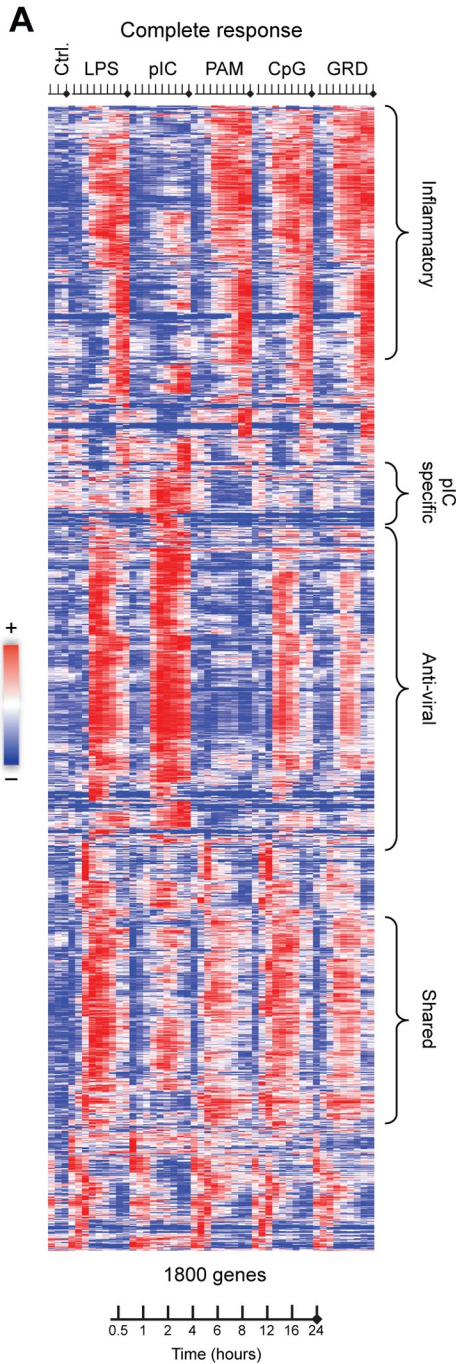 A
Complete response
Ctrl.
LPS
pIC
PAM
CpG
GRD
Inflammatory
pIC
specific
Anti-viral
+
–
Shared
1800 genes
0.5 1 2 4 6 8 12 16 24
Time (hours)